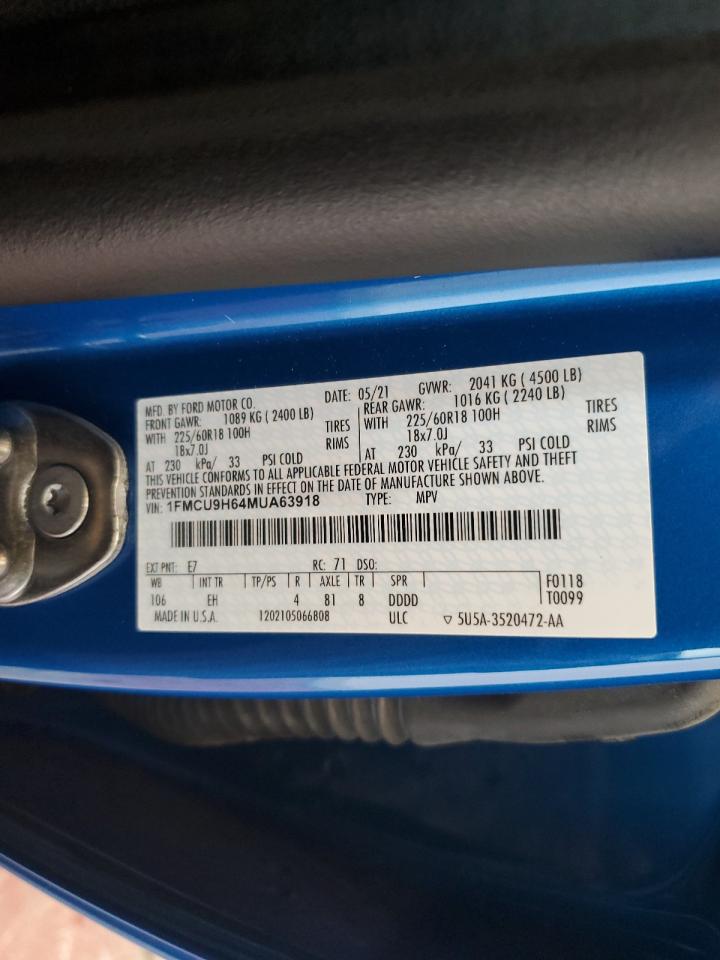 MFD. BY FORD MOTOR CO. DATE: 05/21 GVWR: 2041 KG ( 4500 LB)
FRONT GAWR: 1089 KG ( 2400 LB) REAR GAWR: 1016 KG ( 2240 LB)
WITH 225/60R18 100H TIRES WITH 225/60R18 100H TIRES
18x7.0J RIMS 18x7.0J RIMS
AT 230 kPa/ 33 PSI COLD AT 230 kPa/ 33 PSI COLD
THIS VEHICLE CONFORMS TO ALL APPLICABLE FEDERAL MOTOR VEHICLE SAFETY AND THEFT
PREVENTION STANDARDS IN EFFECT ON THE DATE OF MANUFACTURE SHOWN ABOVE.
VIN: 1FMCU9H64MUA63918 TYPE: MPV
EXT PNT: E7 RC: 71 DSO:
WB INT TR TP/PS R AXLE TR SPR F0118
106 EH 4 81 8 DDDD T0099
MADE IN U.S.A. 1202105066808 ULC ▽ 5U5A-3520472-AA